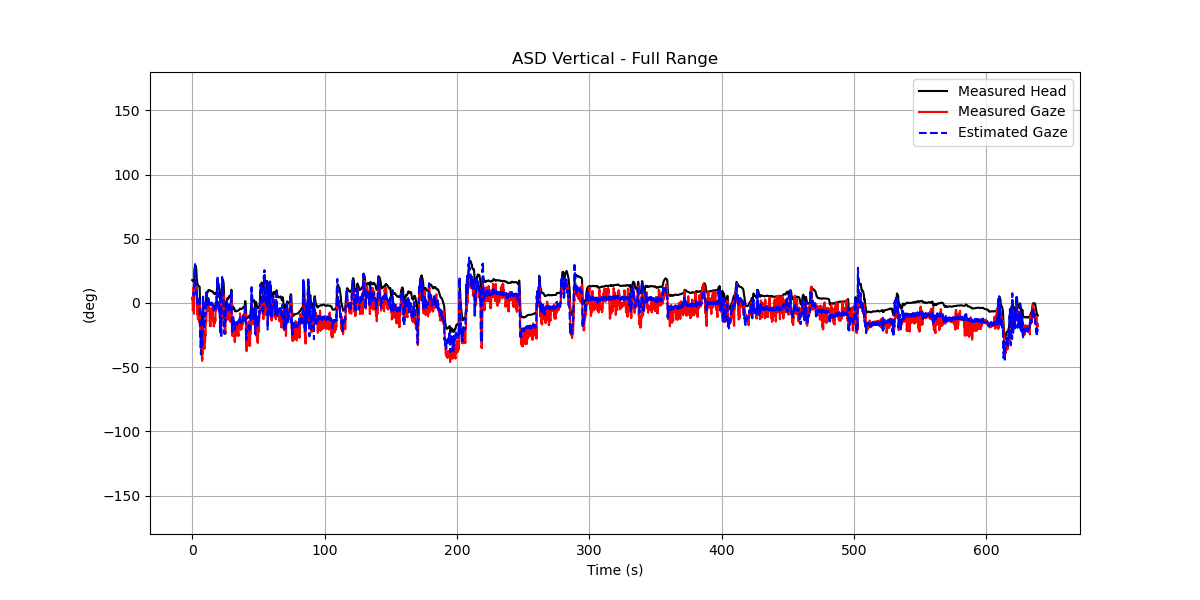 ASD Vertical - Full Range
Measured Head
Measured Gaze
Estimated Gaze
150
100
50
0
−50
−100
−150
(deg)
0 100 200 300 400 500 600
Time (s)